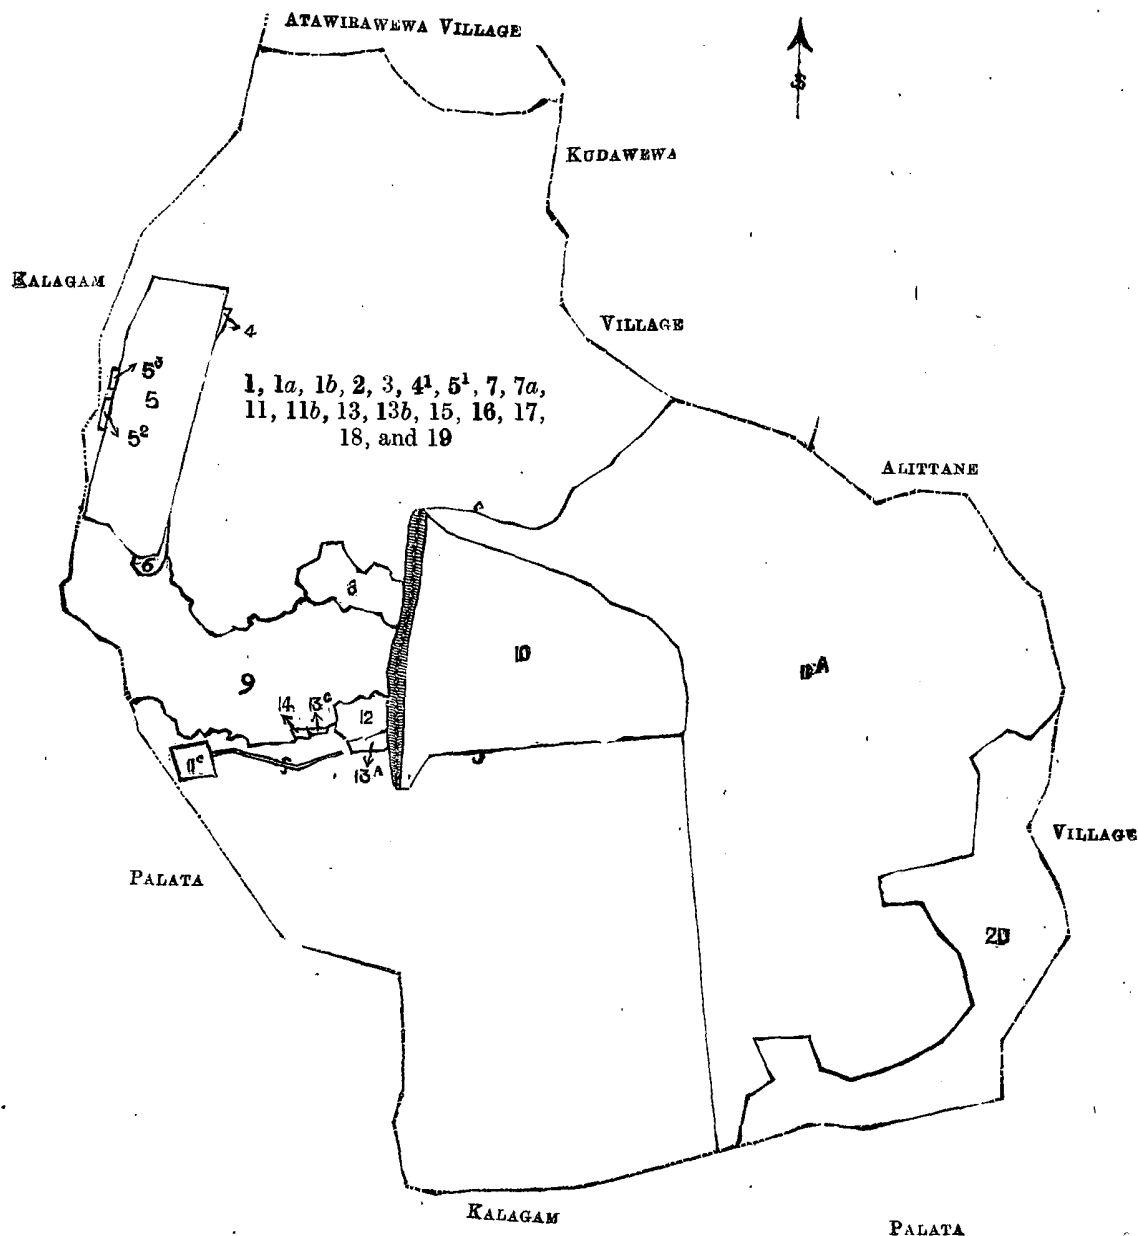 ATAWIRAWEWA VILLAGE
KUDAWEWA
KALAGAM
VILLAGE
4
5³
5
5²
1, 1a, 1b, 2, 3, 4¹, 5¹, 7, 7a,
11, 11b, 13, 13b, 15, 16, 17,
18, and 19
ALITTANE
6
8
10
9
14
13C
12
13A
VILLAGE
PALATA
20
KALAGAM
PALATA